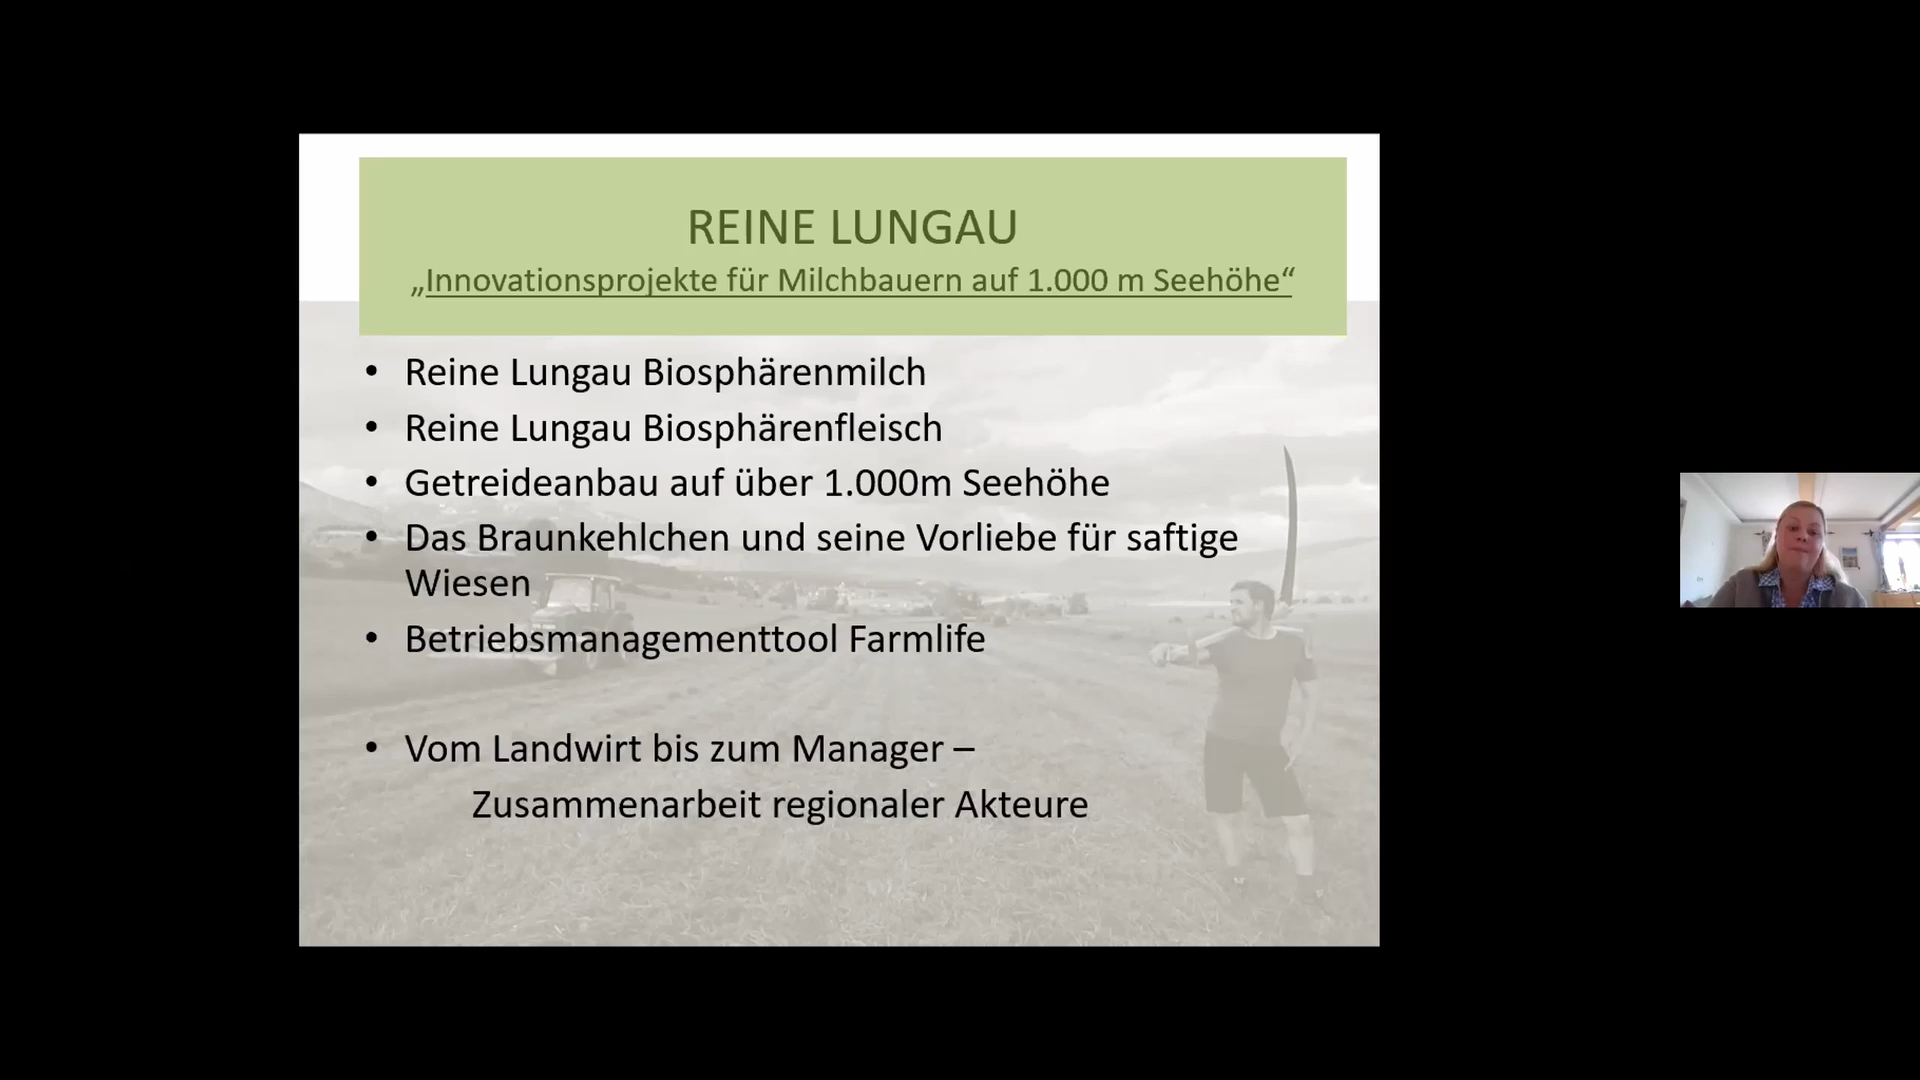 REINE LUNGAU
„Innovationsprojekte für Milchbauern auf 1.000 m Seehöhe“
• Reine Lungau Biosphärenmilch
• Reine Lungau Biosphärenfleisch
• Getreideanbau auf über 1.000m Seehöhe
• Das Braunkehlchen und seine Vorliebe für saftige
Wiesen
• Betriebsmanagementtool Farmlife
• Vom Landwirt bis zum Manager –
Zusammenarbeit regionaler Akteure